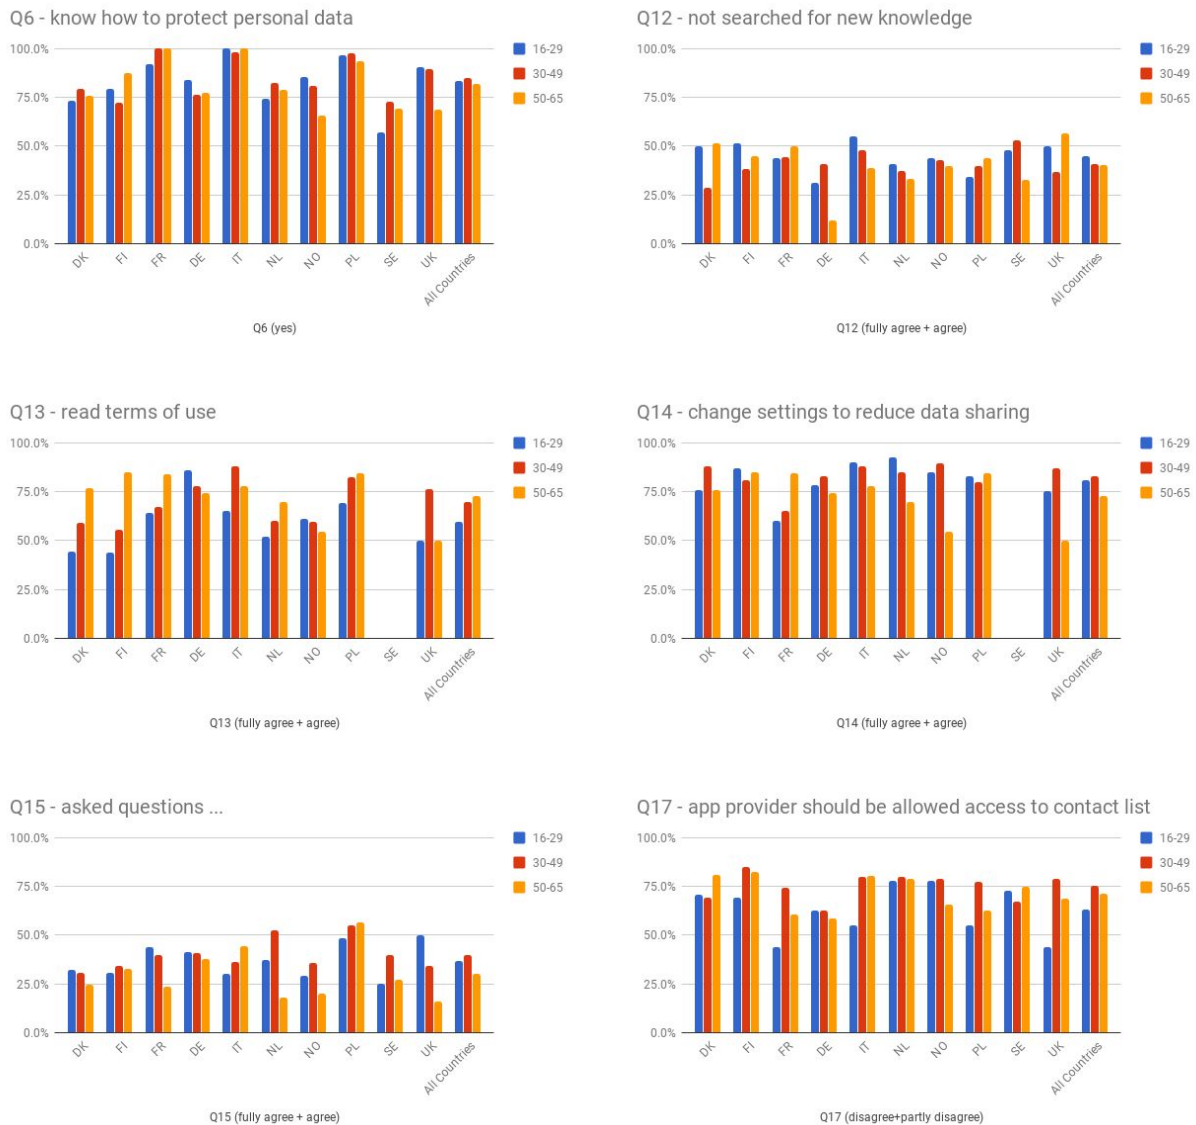 Q6 - know how to protect personal data
100.0%
75.0%
50.0%
25.0%
0.0%
16-29
30-49
50-65
DK
FI
FR
DE
IT
NL
NO
PL
SE
UK
All Countries
Q6 (yes)
Q12 - not searched for new knowledge
100.0%
75.0%
50.0%
25.0%
0.0%
16-29
30-49
50-65
DK
FI
FR
DE
IT
NL
NO
PL
SE
UK
All Countries
Q12 (fully agree + agree)
Q13 - read terms of use
100.0%
75.0%
50.0%
25.0%
0.0%
16-29
30-49
50-65
DK
FI
FR
DE
IT
NL
NO
PL
SE
UK
All Countries
Q13 (fully agree + agree)
Q14 - change settings to reduce data sharing
100.0%
75.0%
50.0%
25.0%
0.0%
16-29
30-49
50-65
DK
FI
FR
DE
IT
NL
NO
PL
SE
UK
All Countries
Q14 (fully agree + agree)
Q15 - asked questions ...
100.0%
75.0%
50.0%
25.0%
0.0%
16-29
30-49
50-65
DK
FI
FR
DE
IT
NL
NO
PL
SE
UK
All Countries
Q15 (fully agree + agree)
Q17 - app provider should be allowed access to contact list
100.0%
75.0%
50.0%
25.0%
0.0%
16-29
30-49
50-65
DK
FI
FR
DE
IT
NL
NO
PL
SE
UK
All Countries
Q17 (disagree+partly disagree)